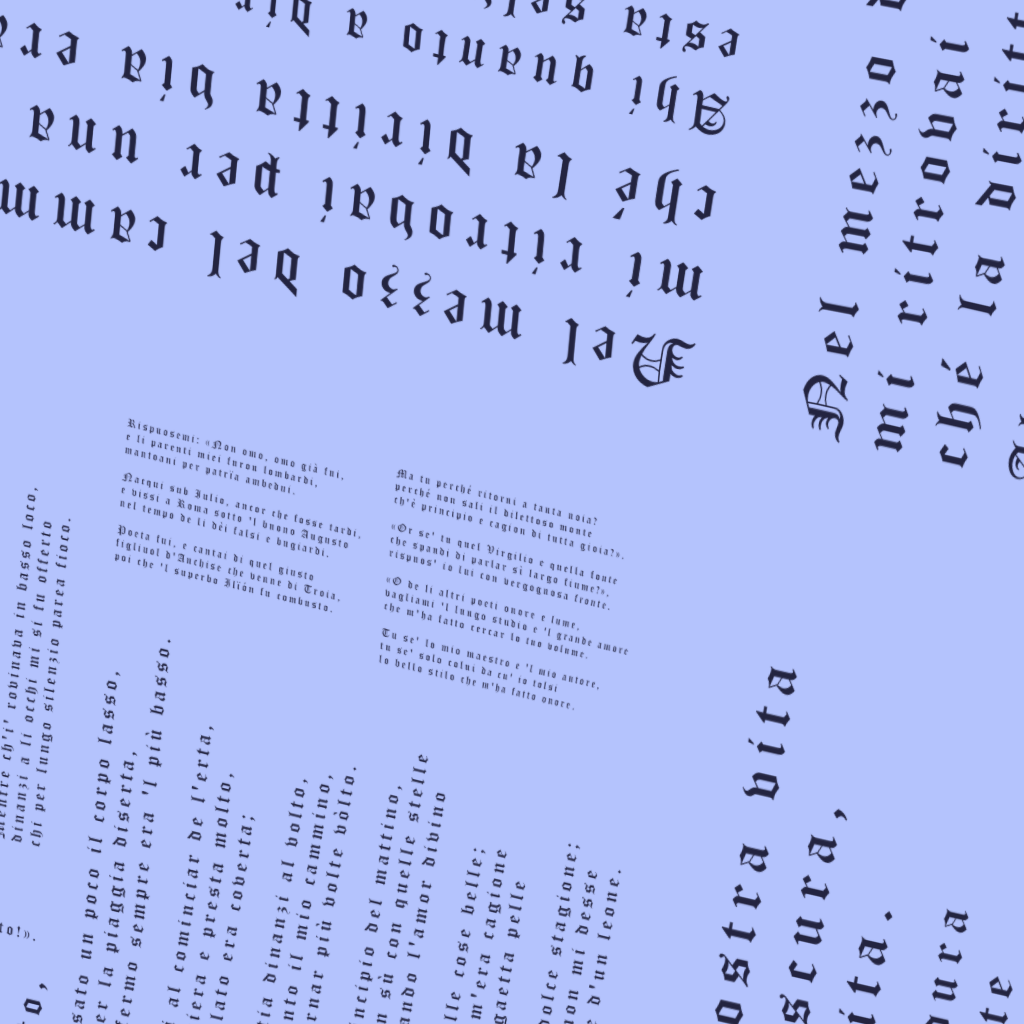 Nel mezzo del camm
mi ritrovai per una
ché la diritta via era
Ahi quanto a dir
esta sel
Nel mezzo d
mi ritrovai
ché la diritt
Rispuosemi: «Non omo, omo già fui,
e li parenti miei furon lombardi,
mantoani per patrïa ambedui.
Nacqui sub Iulio, ancor che fosse tardi,
e vissi a Roma sotto 'l buono Augusto
nel tempo de li dèi falsi e bugiardi.
Poeta fui, e cantai di quel giusto
figliuol d'Anchise che venne di Troia,
poi che 'l superbo Ilïón fu combusto.
Ma tu perché ritorni a tanta noia?
perché non sali il dilettoso monte
ch'è principio e cagion di tutta gioia?».
«Or se' tu quel Virgilio e quella fonte
che spandi di parlar sì largo fiume?»,
rispuos' io lui con vergognosa fronte.
«O de li altri poeti onore e lume,
vagliami 'l lungo studio e 'l grande amore
che m'ha fatto cercar lo tuo volume.
Tu se' lo mio maestro e 'l mio autore,
tu se' solo colui da cu' io tolsi
lo bello stilo che m'ha fatto onore.
Mentre ch'i' rovinava in basso loco,
dinanzi a li occhi mi si fu offerto
chi per lungo silenzio parea fioco.
to!».
o,
sato un poco il corpo lasso,
er la piaggia diserta,
fermo sempre era 'l più basso.
al cominciar de l'erta,
iera e presta molto,
lato era coverta;
ia dinanzi al volto,
nto il mio cammino,
rnar più volte vòlto.
incipio del mattino,
n sù con quelle stelle
ando l'amor divino
lle cose belle;
m'era cagione
gaetta pelle
dolce stagione;
non mi desse
e d'un leone.
ostra vita
scura,
ita.
ura
te